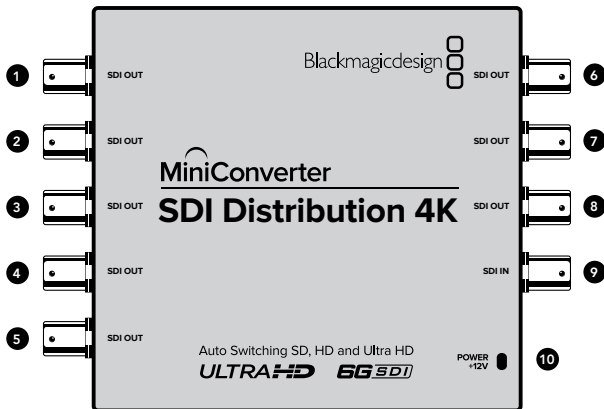 Blackmagicdesign
1 SDI OUT
SDI OUT 6
2 SDI OUT
SDI OUT 7
MiniConverter
3 SDI OUT
SDI Distribution 4K
SDI OUT 8
4 SDI OUT
SDI IN 9
5 SDI OUT
Auto Switching SD, HD and Ultra HD
POWER
+12V
10
ULTRA HD 6G SDI